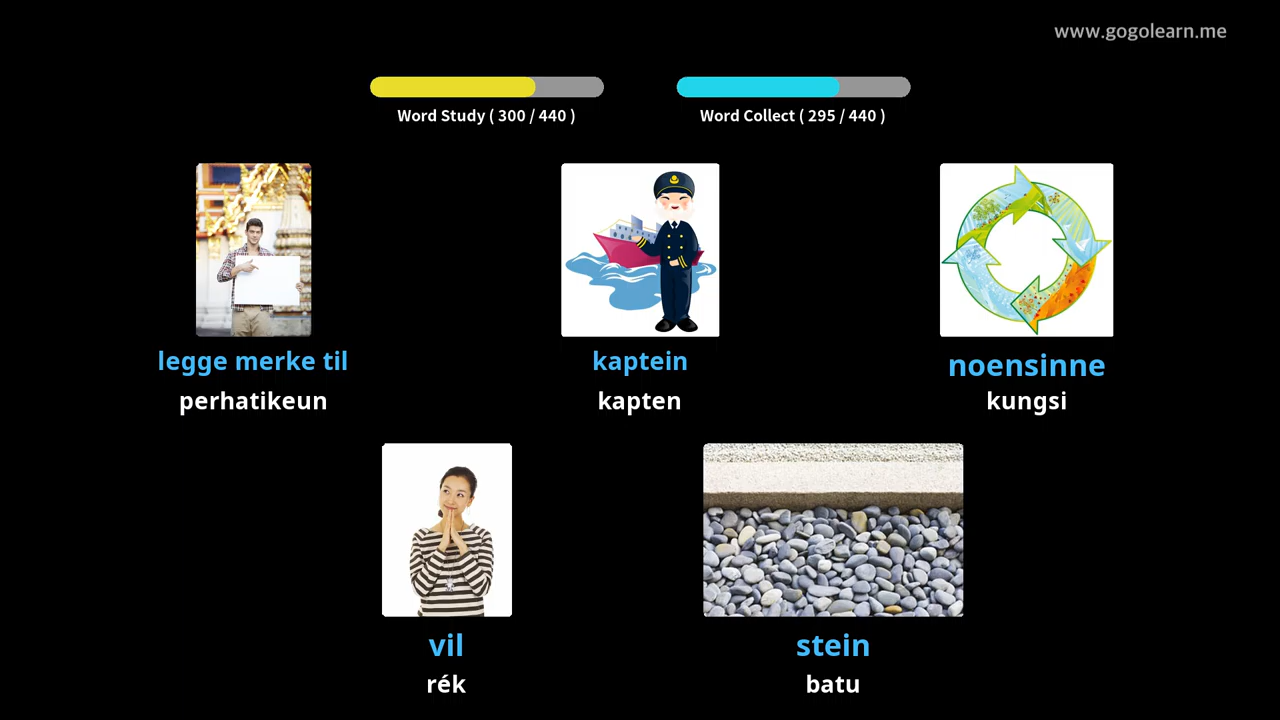 www.gogolearn.me
Word Study ( 300 / 440 )
Word Collect ( 295 / 440 )
legge merke til
kaptein
noensinne
perhatikeun
kapten
kungsi
vil
stein
rék
batu